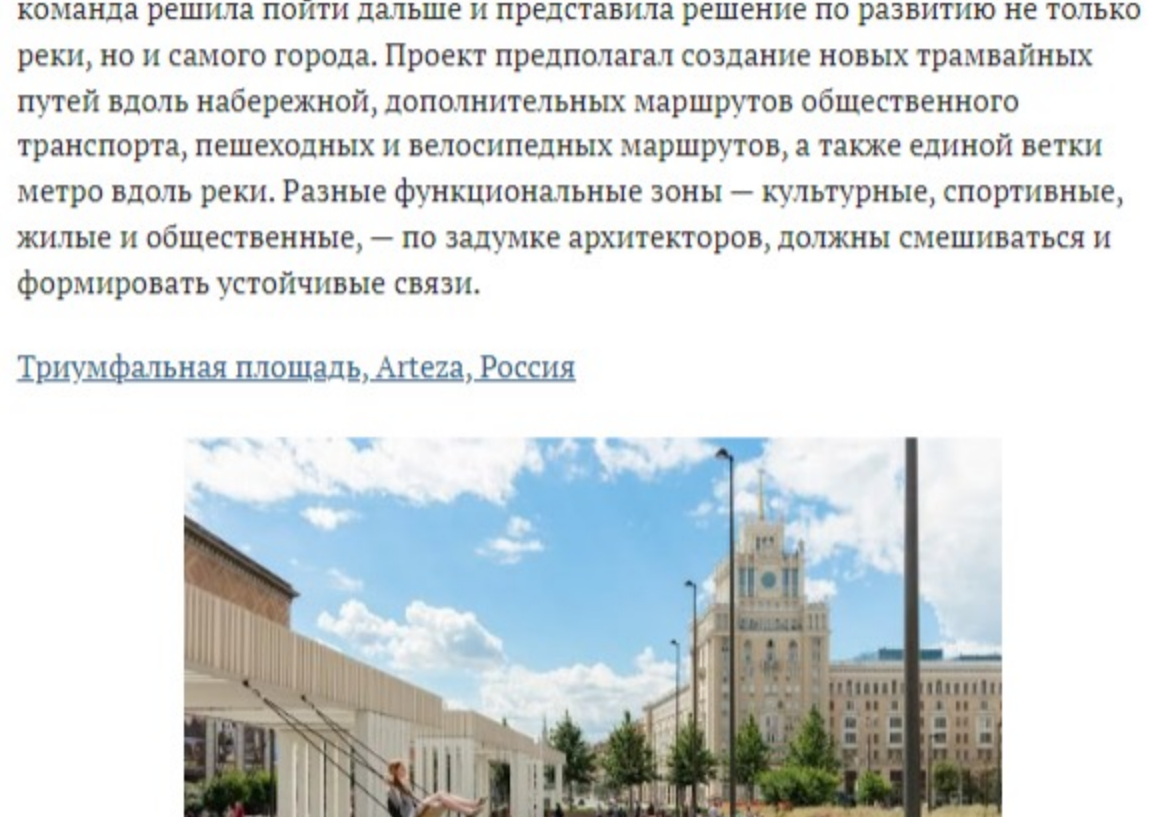 команда решила пойти дальше и представила решение по развитию не только
реки, но и самого города. Проект предполагал создание новых трамвайных
путей вдоль набережной, дополнительных маршрутов общественного
транспорта, пешеходных и велосипедных маршрутов, а также единой ветки
метро вдоль реки. Разные функциональные зоны — культурные, спортивные,
жилые и общественные, — по задумке архитекторов, должны смешиваться и
формировать устойчивые связи.
Триумфальная площадь, Arteza, Россия